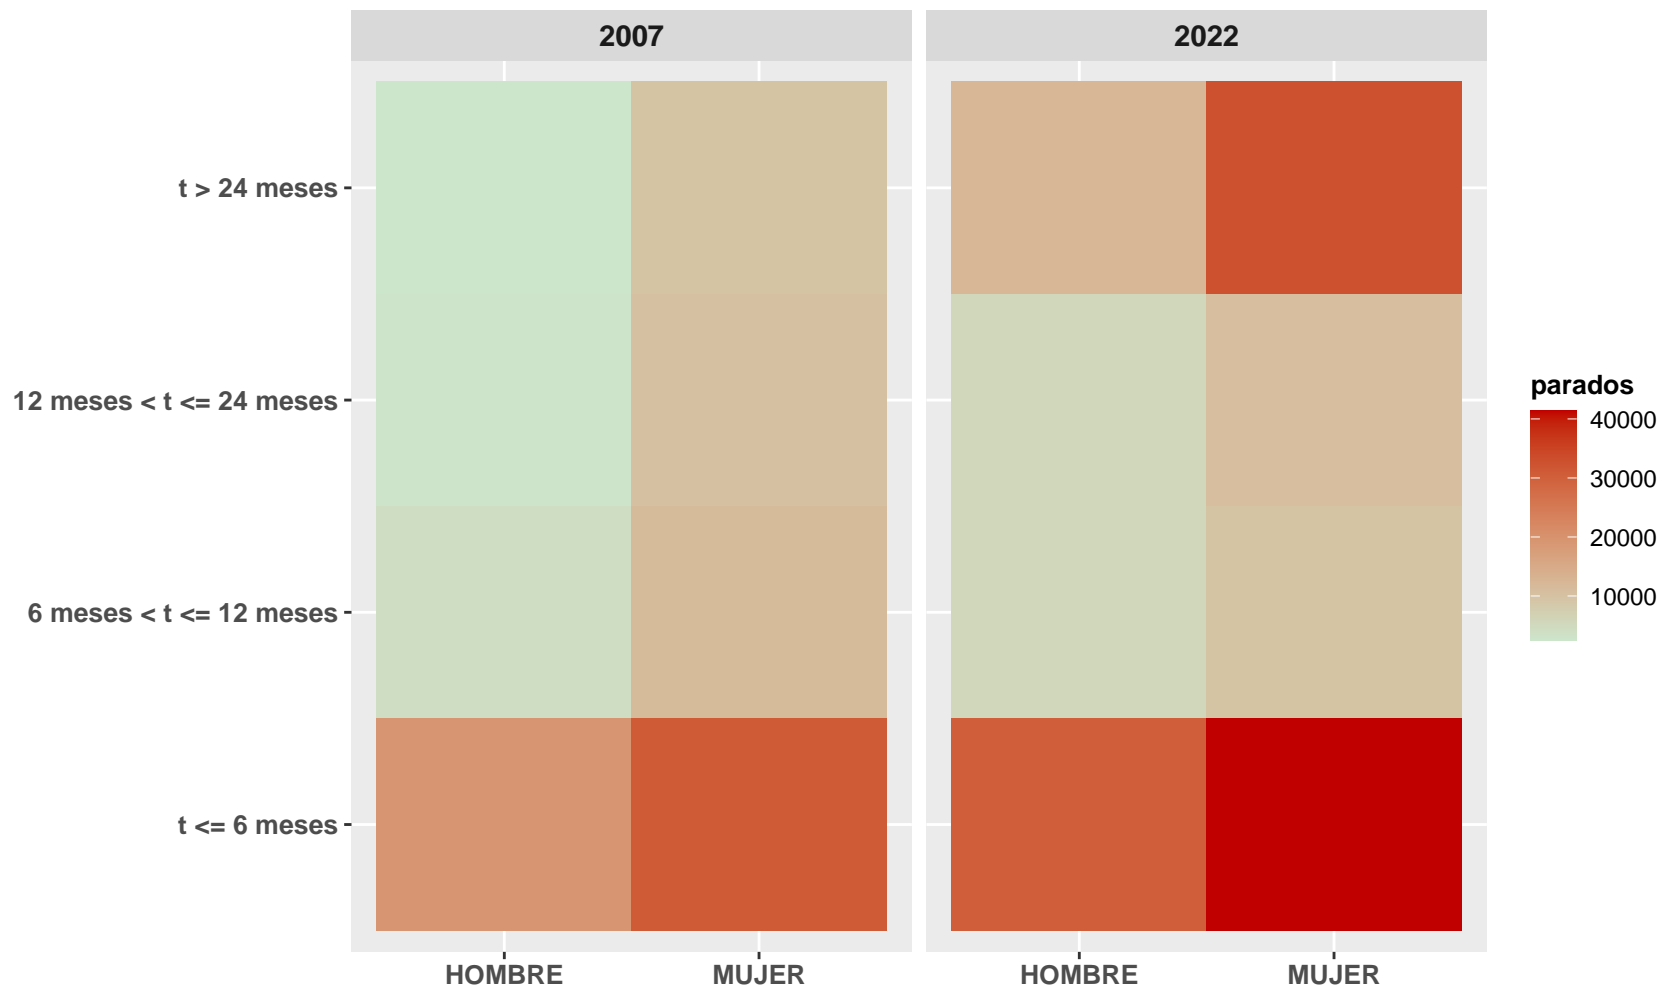 2007
2022
t > 24 meses
12 meses < t <= 24 meses
6 meses < t <= 12 meses
t <= 6 meses
HOMBRE
MUJER
HOMBRE
MUJER
parados
40000
30000
20000
10000